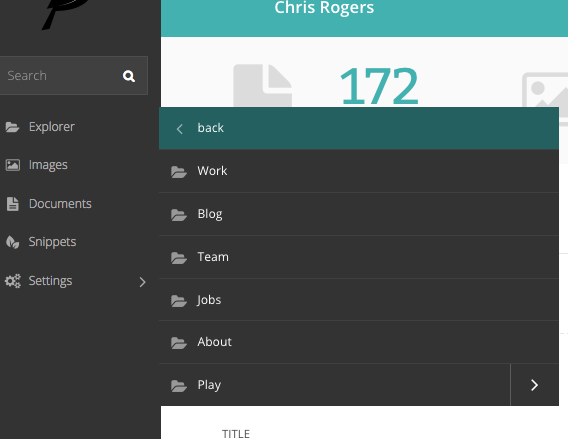 Chris Rogers
Search
172
back
Explorer
Work
Images
Documents
Blog
Snippets
Team
Settings
Jobs
About
Play
TITLE